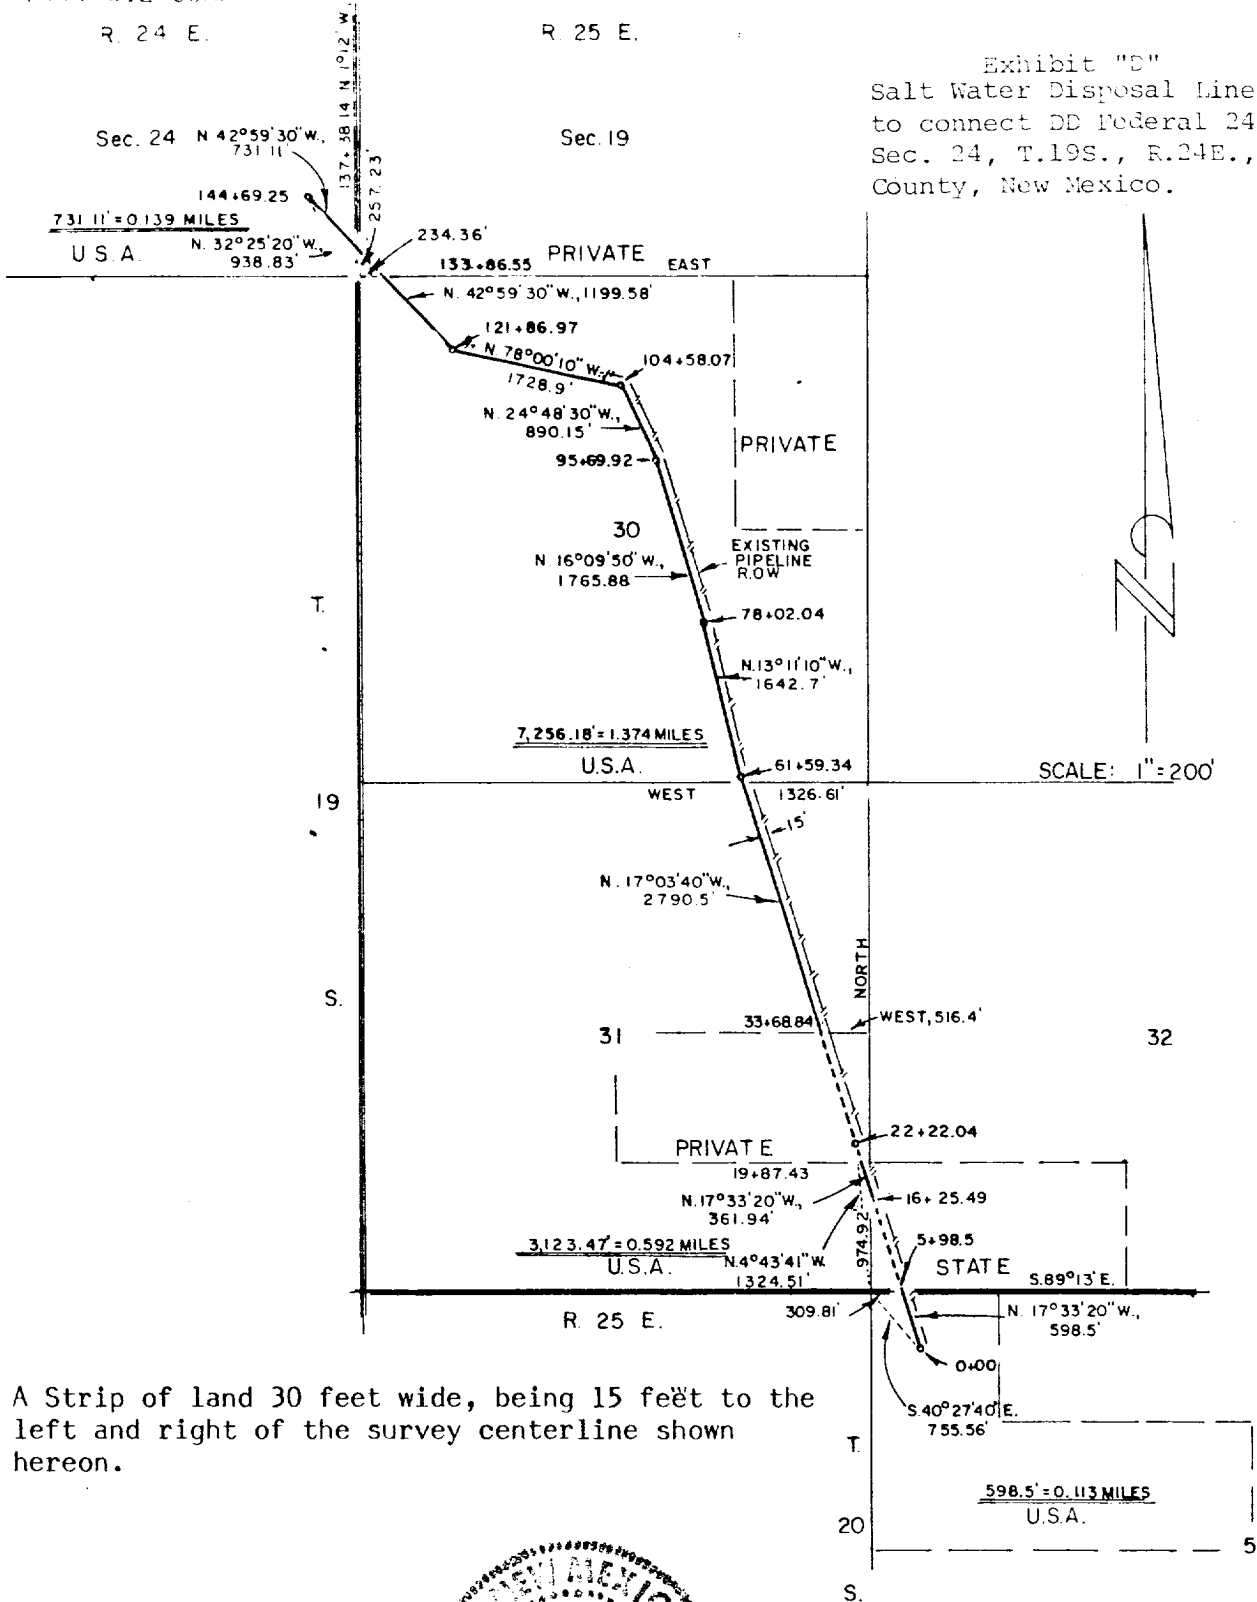 R. 24 E.
R. 25 E.
137+38.14 N 1°12' W.
Exhibit "D"
Salt Water Disposal Line
to connect DD Federal 24
Sec. 24, T.19S., R.24E.,
County, New Mexico.
Sec. 24
N 42°59'30"W.,
731.11'
Sec. 19
257.23'
144+69.25
731.11'=0.139 MILES
U.S.A.
N. 32°25'20"W.,
938.83'
234.36'
133+86.55
PRIVATE
EAST
N. 42°59'30"W.,1199.58'
121+86.97
N. 78°00'10" W.
1728.9'
104+58.07
N. 24°48'30"W.,
890.15'
95+69.92
PRIVATE
30
EXISTING
PIPELINE
R.O.W
N. 16°09'50" W.,
1765.88'
T.
78+02.04
N.13°11'10"W.,
1642.7'
7,256.18'=1.374 MILES
U.S.A.
61+59.34
SCALE: 1"=200'
WEST
1326.61'
19
15'
N. 17°03'40"W.,
2790.5'
NORTH
S.
33+68.84
WEST, 516.4'
31
32
22+22.04
PRIVATE
19+87.43
N.17°33'20"W.,
361.94'
16+25.49
974.92'
5+98.5
3,123.47'=0.592 MILES
U.S.A.
N.4°43'41"W.
1324.51'
STATE
S.89°13'E.
R. 25 E.
309.81'
N. 17°33'20"W.,
598.5'
0+00
A Strip of land 30 feet wide, being 15 feet to the
left and right of the survey centerline shown
hereon.
S.40°27'40"E.
755.56'
T.
598.5'=0.113 MILES
U.S.A.
20
5
S.
NEW MEXICO